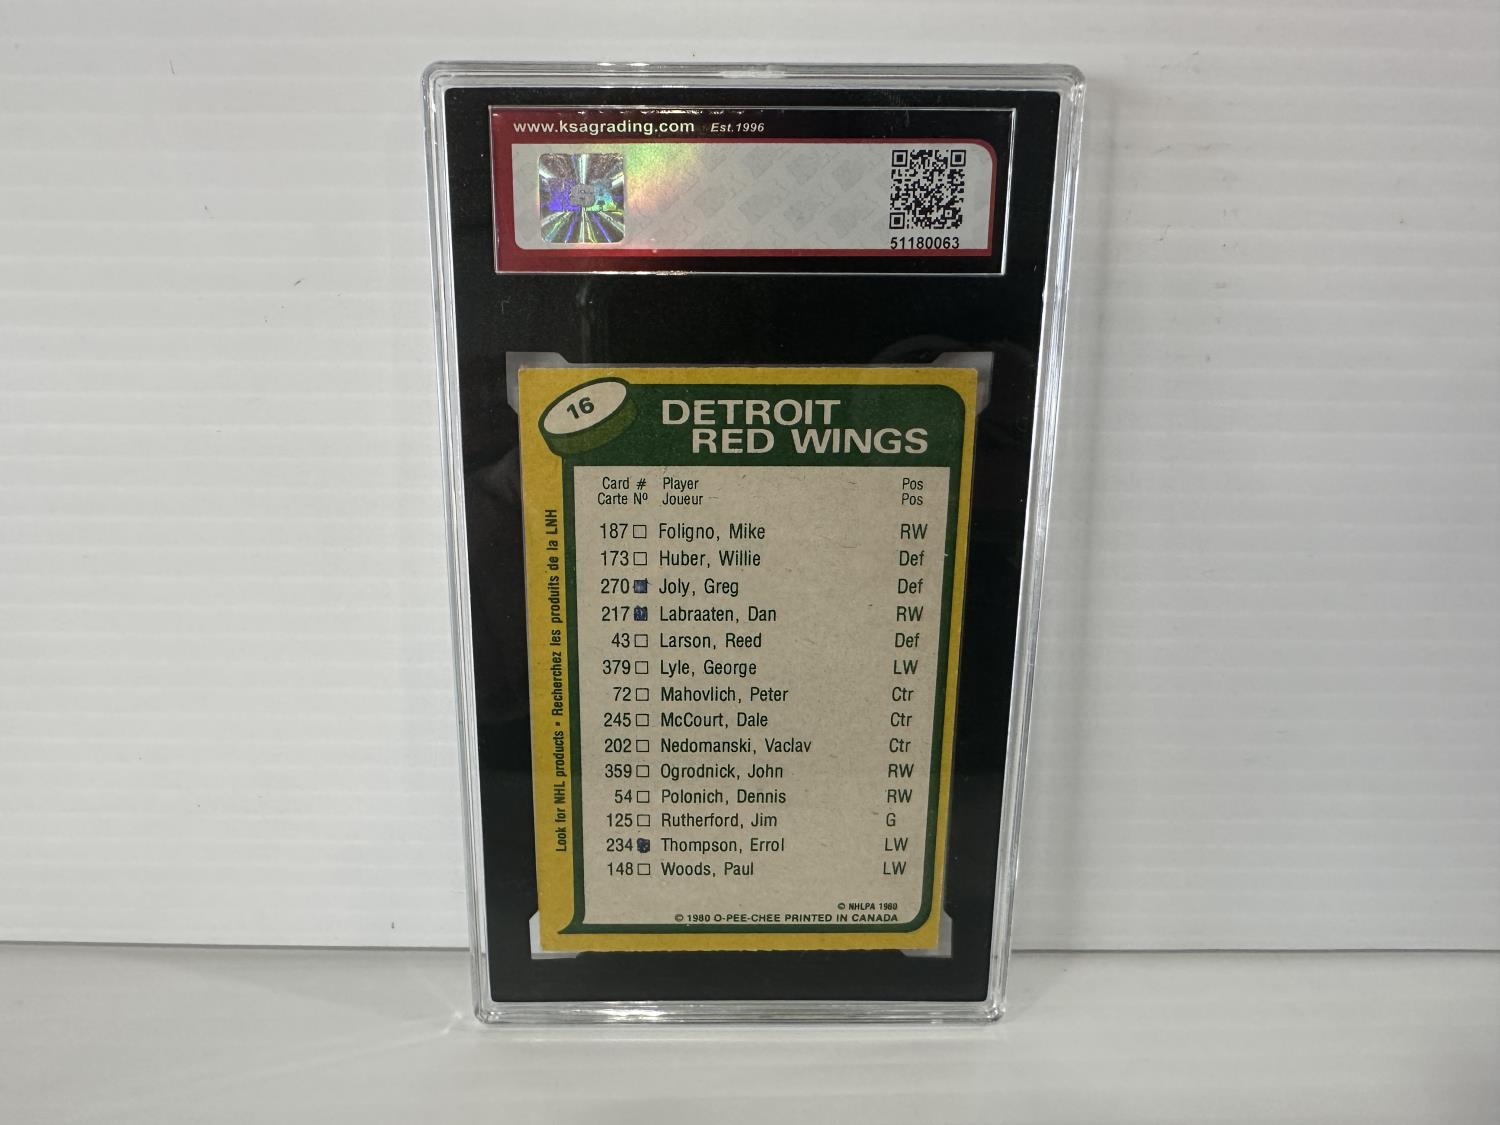 www.ksagrading.com Est.1996
51180063
16
DETROIT
RED WINGS
Card # Player Pos
Carte Nº Joueur Pos
187 Foligno, Mike RW
173 Huber, Willie Def
270 Joly, Greg Def
217 Labraaten, Dan RW
43 Larson, Reed Def
379 Lyle, George LW
72 Mahovlich, Peter Ctr
245 McCourt, Dale Ctr
202 Nedomanski, Vaclav Ctr
359 Ogrodnick, John RW
54 Polonich, Dennis RW
125 Rutherford, Jim G
234 Thompson, Errol LW
148 Woods, Paul LW
© NHLPA 1980
© 1980 O-PEE-CHEE PRINTED IN CANADA
Look for NHL products • Recherchez les produits de la LNH